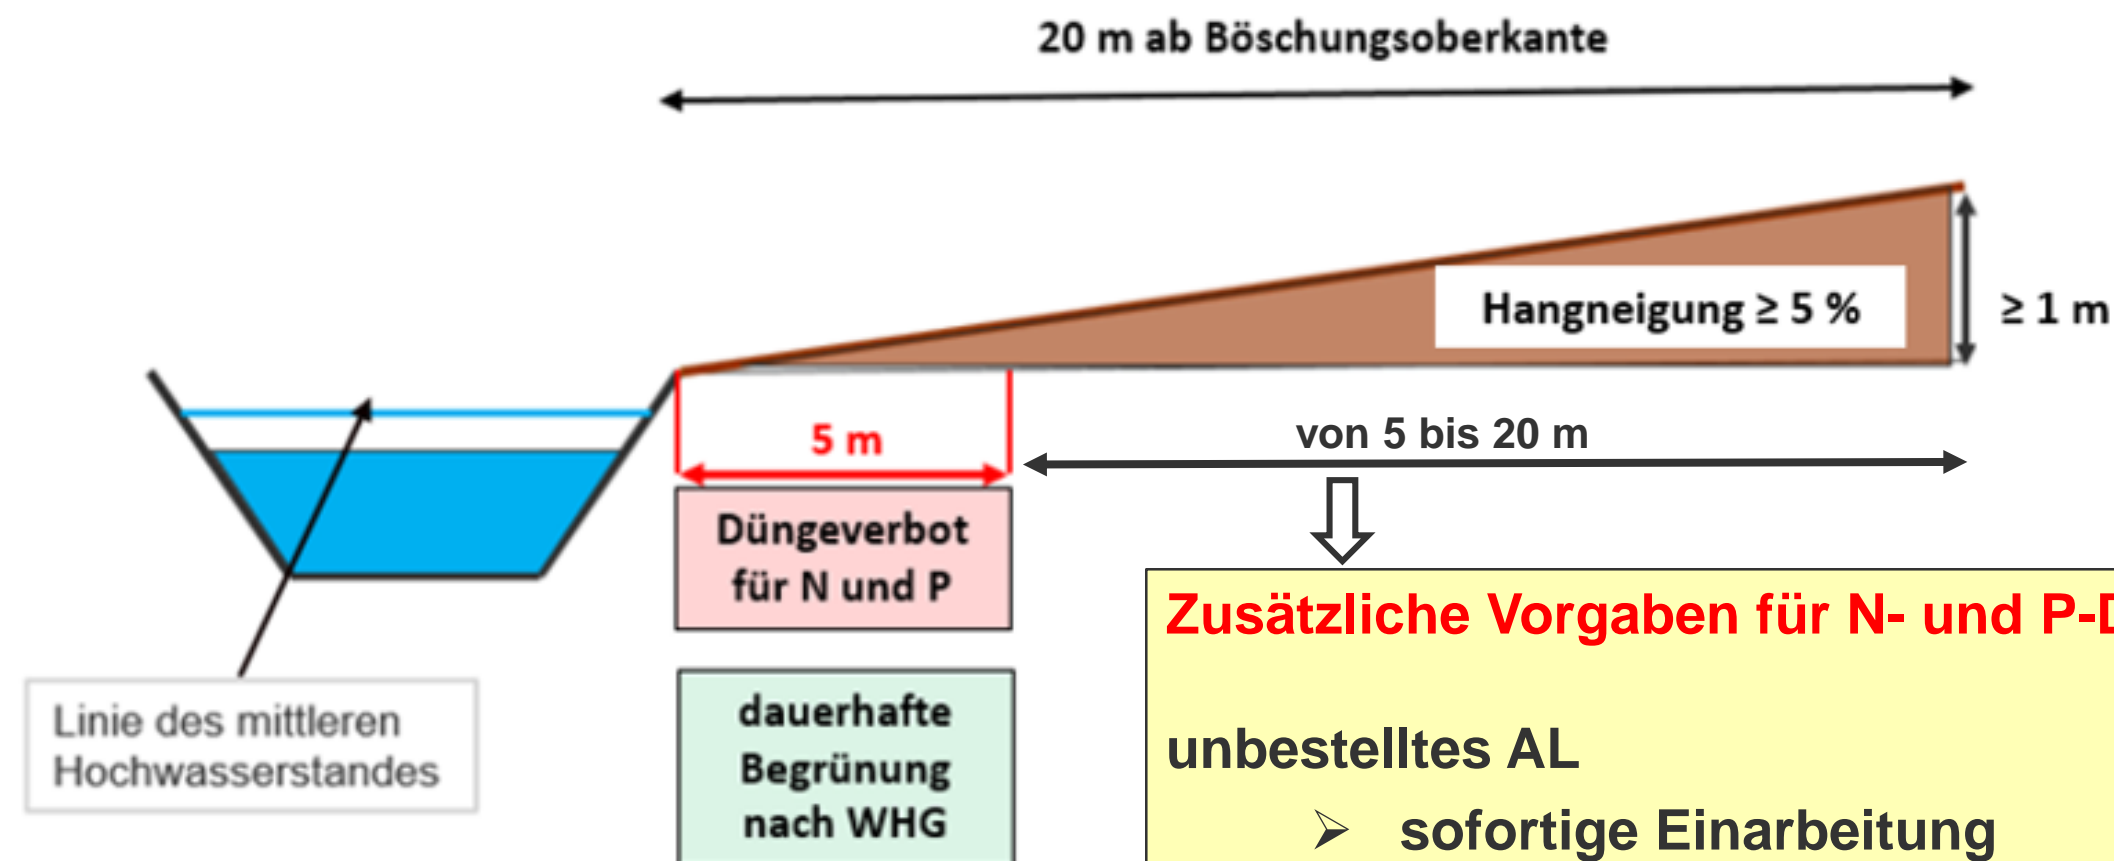 20 m ab Böschungsoberkante
Hangneigung ≥ 5 %
≥ 1 m
5 m
von 5 bis 20 m
Düngeverbot
für N und P
Linie des mittleren
Hochwasserstandes
dauerhafte
Begrünung
nach WHG
Zusätzliche Vorgaben für N- und P-D
unbestelltes AL
➢ sofortige Einarbeitung